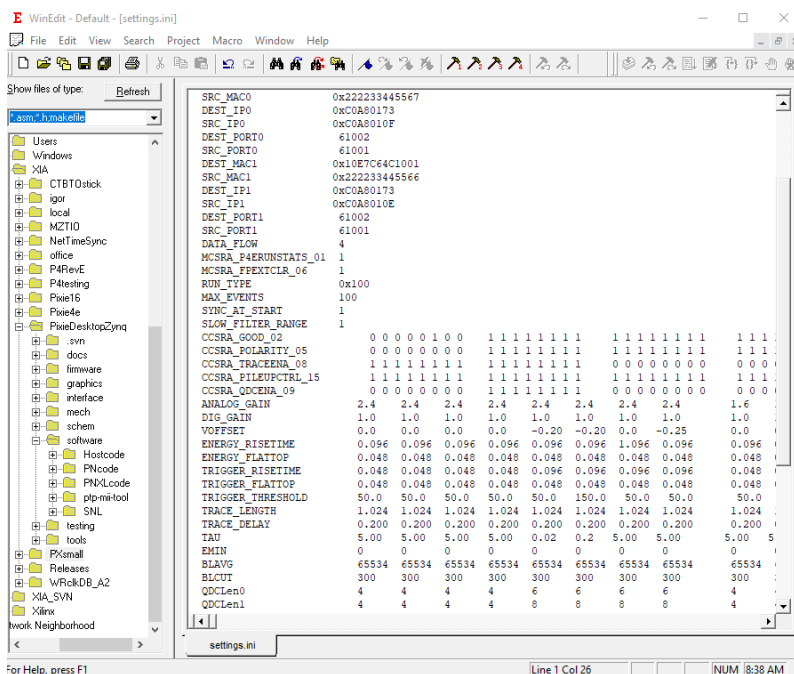 WinEdit - Default - [settings.ini]
File Edit View Search Project Macro Window Help
Show files of type:
Refresh
*.asm;*.h;makefile
Users
Windows
XIA
CTBTOstick
igor
local
MZTIO
NetTimeSync
office
P4RevE
P4testing
Pixie16
Pixie4e
PixieDesktopZynq
.svn
docs
firmware
graphics
interface
mech
schem
software
Hostcode
PNcode
PNXLcode
ptp-mii-tool
SNL
testing
tools
PXsmall
Releases
WRclkDB_A2
XIA_SVN
Xilinx
twork Neighborhood
SRC_MAC0 0x222233445567
DEST_IP0 0xC0A80173
SRC_IP0 0xC0A8010F
DEST_PORT0 61002
SRC_PORT0 61001
DEST_MAC1 0x10E7C64C1001
SRC_MAC1 0x222233445566
DEST_IP1 0xC0A80173
SRC_IP1 0xC0A8010E
DEST_PORT1 61002
SRC_PORT1 61001
DATA_FLOW 4
MCSRA_P4ERUNSTATS_01 1
MCSRA_FPEXTCLR_06 1
RUN_TYPE 0x100
MAX_EVENTS 100
SYNC_AT_START 1
SLOW_FILTER_RANGE 1
CCSRA_GOOD_02 0 0 0 0 0 1 0 0 1 1 1 1 1 1 1 1 1 1 1 1 1 1 1 1 1 1 1
CCSRA_POLARITY_05 0 0 0 0 0 0 0 0 1 1 1 1 1 1 1 1 1 1 1 1 1 1 1 1 1 1 1
CCSRA_TRACEENA_08 1 1 1 1 1 1 1 1 1 1 1 1 1 1 1 1 0 0 0 0 0 0 0 0 0 0 0
CCSRA_PILEUPCTRL_15 1 1 1 1 1 1 1 1 1 1 1 1 1 1 1 1 1 1 1 1 1 1 1 1 1 1 1
CCSRA_QDCENA_09 0 0 0 0 0 0 0 0 1 1 1 1 1 1 1 1 0 0 0 0 0 0 0 0 0 0 0
ANALOG_GAIN 2.4 2.4 2.4 2.4 2.4 2.4 2.4 2.4 1.6
DIG_GAIN 1.0 1.0 1.0 1.0 1.0 1.0 1.0 1.0 1.0
VOFFSET 0.0 0.0 0.0 0.0 -0.20 -0.20 0.0 -0.25 0.0
ENERGY_RISETIME 0.096 0.096 0.096 0.096 0.096 0.096 1.096 0.096 0.096
ENERGY_FLATTOP 0.048 0.048 0.048 0.048 0.048 0.048 0.048 0.048 0.048
TRIGGER_RISETIME 0.048 0.048 0.048 0.048 0.096 0.096 0.096 0.096 0.048
TRIGGER_FLATTOP 0.048 0.048 0.048 0.048 0.048 0.048 0.048 0.048 0.048
TRIGGER_THRESHOLD 50.0 50.0 50.0 50.0 50.0 150.0 50.0 50.0 50.0
TRACE_LENGTH 1.024 1.024 1.024 1.024 1.024 1.024 1.024 1.024 1.024
TRACE_DELAY 0.200 0.200 0.200 0.200 0.200 0.200 0.200 0.200 0.200
TAU 5.00 5.00 5.00 5.00 0.02 0.2 5.00 5.00 5.00 5
EMIN 0 0 0 0 0 0 0 0 0
BLAVG 65534 65534 65534 65534 65534 65534 65534 65534 65534
BLCUT 300 300 300 300 300 300 300 300 300
QDCLen0 4 4 4 4 6 6 6 6 4
QDCLen1 4 4 4 4 8 8 8 8 4
settings.ini
For Help, press F1
Line 1 Col 26
NUM
8:38 AM